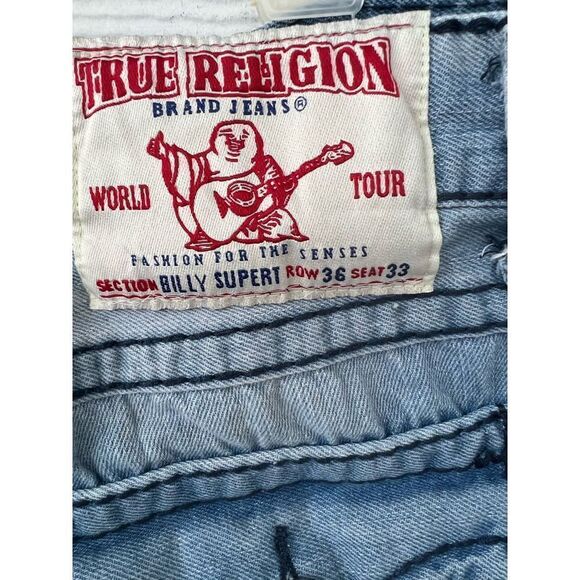 TRUE RELIGION
BRAND JEANS®
WORLD TOUR
FASHION FOR THE SENSES
SECTION BILLY SUPERT ROW 36 SEAT 33